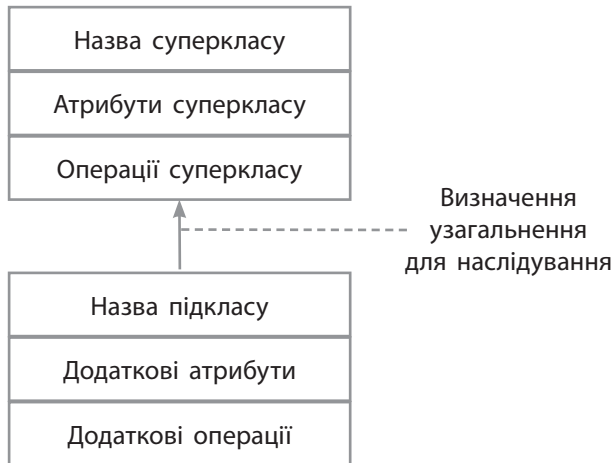 Назва суперкласу
Атрибути суперкласу
Операції суперкласу
Визначення
узагальнення
для наслідування
Назва підкласу
Додаткові атрибути
Додаткові операції